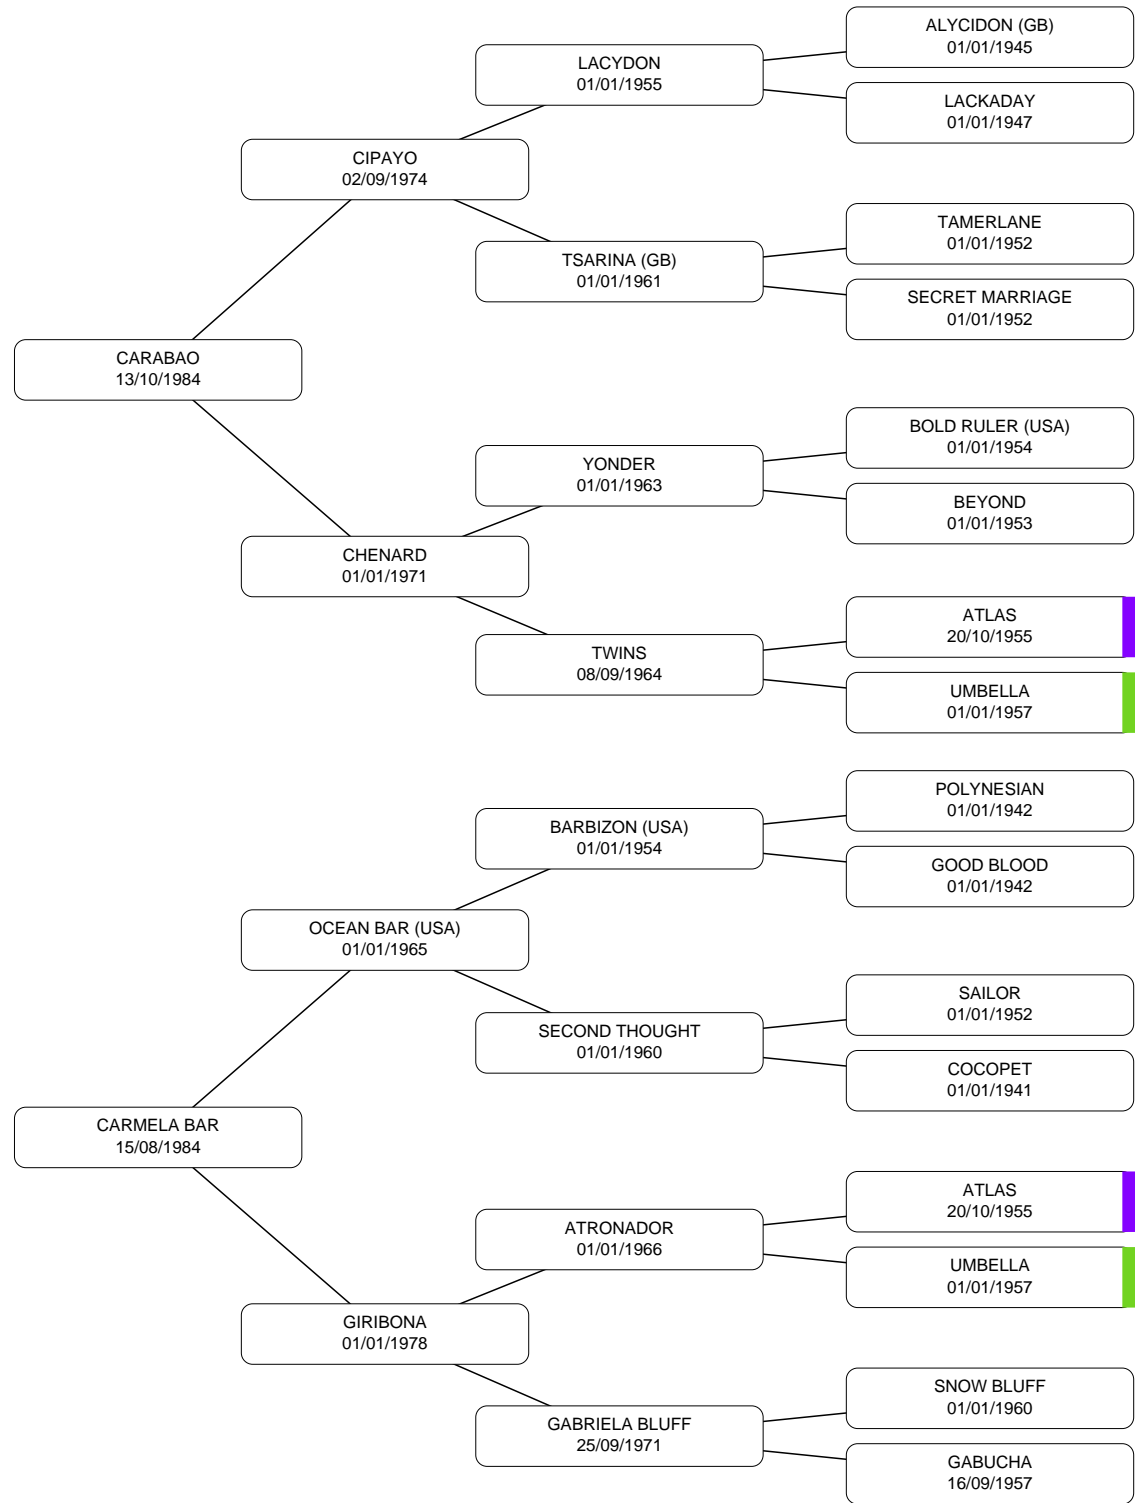 ALYCIDON (GB)
01/01/1945
LACYDON
01/01/1955
LACKADAY
01/01/1947
CIPAYO
02/09/1974
TAMERLANE
01/01/1952
TSARINA (GB)
01/01/1961
SECRET MARRIAGE
01/01/1952
CARABAO
13/10/1984
BOLD RULER (USA)
01/01/1954
YONDER
01/01/1963
BEYOND
01/01/1953
CHENARD
01/01/1971
ATLAS
20/10/1955
TWINS
08/09/1964
UMBELLA
01/01/1957
POLYNESIAN
01/01/1942
BARBIZON (USA)
01/01/1954
GOOD BLOOD
01/01/1942
OCEAN BAR (USA)
01/01/1965
SAILOR
01/01/1952
SECOND THOUGHT
01/01/1960
COCOPET
01/01/1941
CARMELA BAR
15/08/1984
ATLAS
20/10/1955
ATRONADOR
01/01/1966
UMBELLA
01/01/1957
GIRIBONA
01/01/1978
SNOW BLUFF
01/01/1960
GABRIELA BLUFF
25/09/1971
GABUCHA
16/09/1957